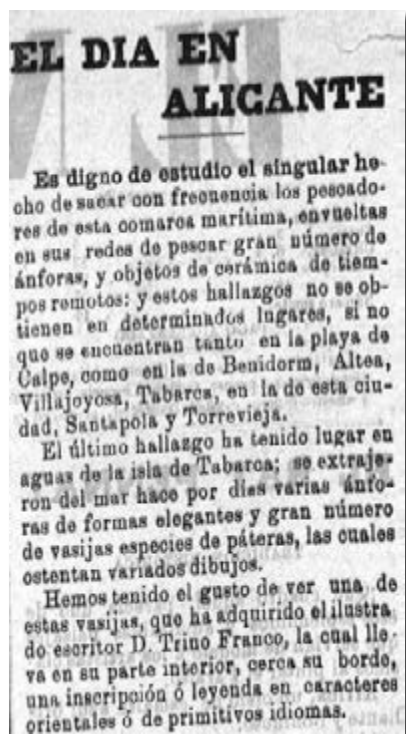 EL DIA EN
ALICANTE
Es digno de estudio el singular he-
cho de sacar con frecuencia los pescado-
res de esta comarca marítima, envueltas
en sus redes de pescar gran número de
ánforas, y objetos de cerámica de tiem-
pos remotos: y estos hallazgos no se ob-
tienen en determinados lugares, si no
que se encuentran tanto en la playa de
Calpe, como en la de Benidorm, Altea,
Villajoyosa, Tabarca, en la de esta ciu-
dad, Santapola y Torrevieja.
El último hallazgo ha tenido lugar en
aguas de la isla de Tabarca; se extraje-
ron del mar hace por dias varias ánfo-
ras de formas elegantes y gran número
de vasijas especies de páteras, las cuales
ostentan variados dibujos.
Hemos tenido el gusto de ver una de
estas vasijas, que ha adquirido el ilustra
do escritor D. Trino Franco, la cual lle-
va en su parte interior, cerca su borde,
una inscripción ó leyenda en caracteres
orientales ó de primitivos idiomas.